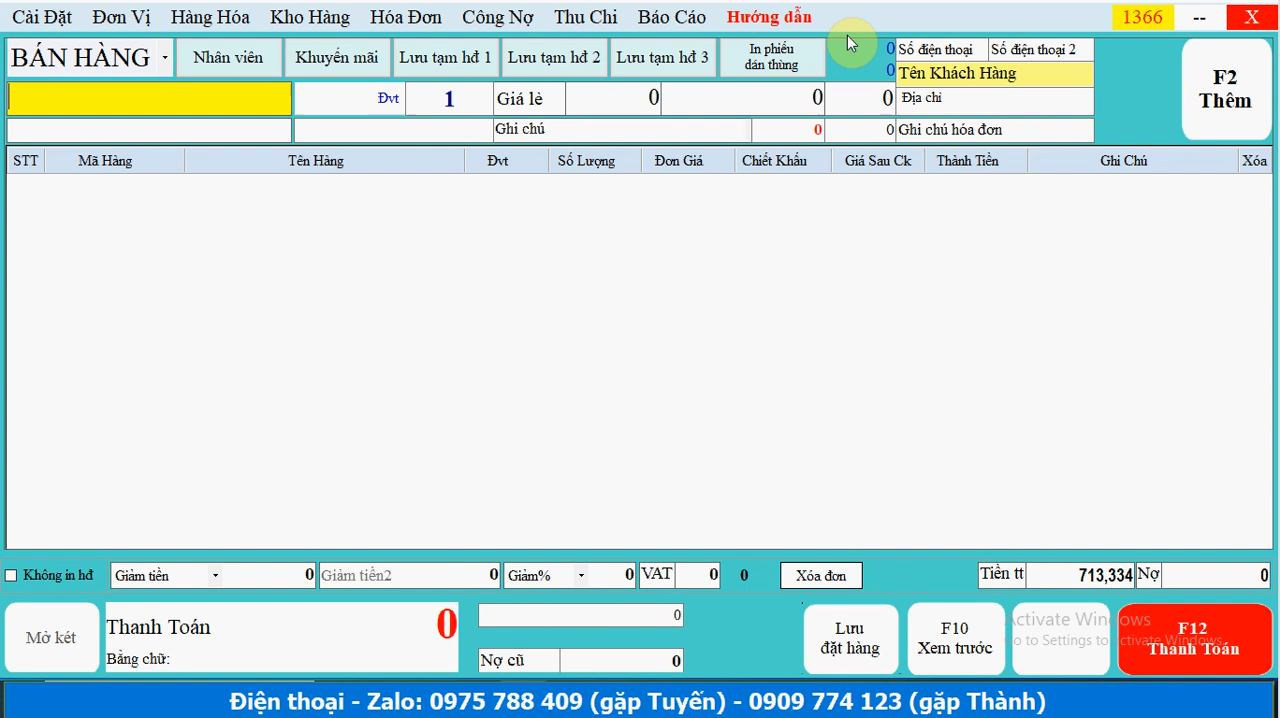 Cài Đặt Đơn Vị Hàng Hóa Kho Hàng Hóa Đơn Công Nợ Thu Chi Báo Cáo Hướng dẫn 1366 -- X
BÁN HÀNG Nhân viên Khuyến mãi Lưu tạm hđ 1 Lưu tạm hđ 2 Lưu tạm hđ 3 In phiếu dán thùng 0 Số điện thoại Số điện thoại 2
0 Tên Khách Hàng
F2
Thêm
Đvt 1 Giá lẻ 0 0 0 Địa chỉ
Ghi chú 0 0 Ghi chú hóa đơn
STT Mã Hàng Tên Hàng Đvt Số Lượng Đơn Giá Chiết Khấu Giá Sau Ck Thành Tiền Ghi Chú Xóa
Không in hđ Giảm tiền 0 Giảm tiền2 0 Giảm% 0 VAT 0 0 Xóa đơn Tiền tt 713,334 Nợ 0
Mở két Thanh Toán 0 0
Bằng chữ: Nợ cũ 0
Lưu
đặt hàng
F10
Xem trước
Activate Windows
Go to Settings to activate Windows.
F12
Thanh Toán
Điện thoại - Zalo: 0975 788 409 (gặp Tuyến) - 0909 774 123 (gặp Thành)